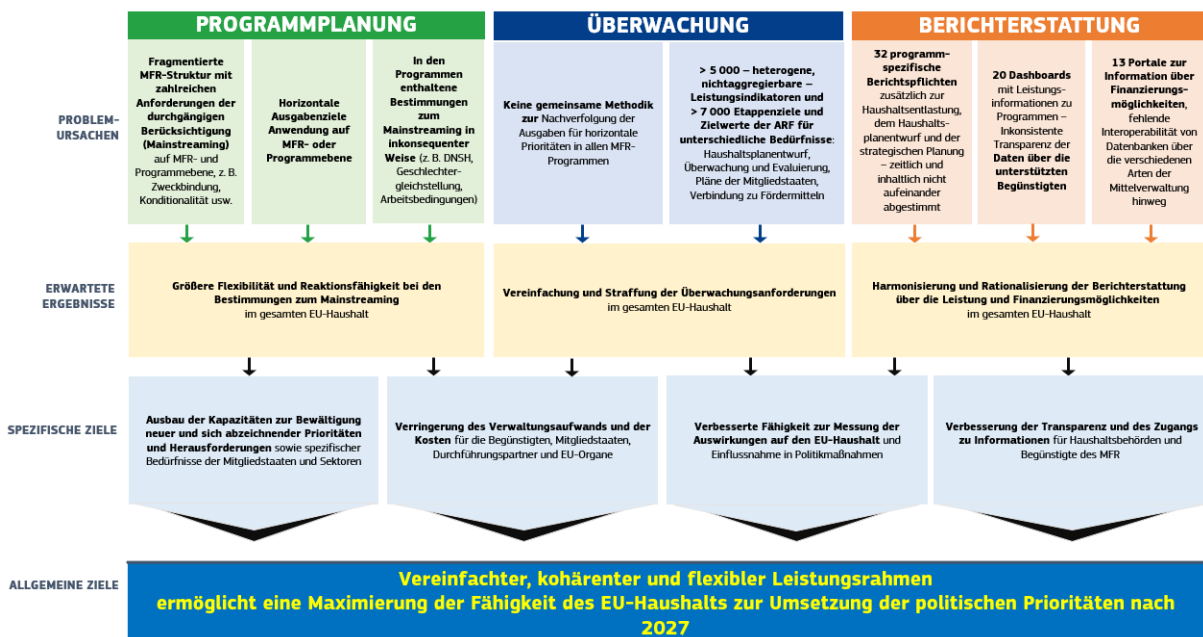 PROGRAMMPLANUNG
ÜBERWACHUNG
BERICHTERSTATTUNG
PROBLEM-
URSACHEN
Fragmentierte
MFR-Struktur mit
zahlreichen
Anforderungen der
durchgängigen
Berücksichtigung
(Mainstreaming)
auf MFR- und
Programmebene, z. B.
Zweckbindung,
Konditionalität usw.
Horizontale
Ausgabenziele
Anwendung auf
MFR- oder
Programmebene
In den
Programmen
enthaltene
Bestimmungen
zum
Mainstreaming in
inkonsequenter
Weise (z. B. DNSH,
Geschlechter-
gleichstellung,
Arbeitsbedingungen)
Keine gemeinsame Methodik
zur Nachverfolgung der
Ausgaben für horizontale
Prioritäten in allen MFR-
Programmen
> 5 000 – heterogene,
nichtaggregierbare –
Leistungsindikatoren und
> 7 000 Etappenziele und
Zielwerte der ARF für
unterschiedliche Bedürfnisse:
Haushaltsplanentwurf,
Überwachung und Evaluierung,
Pläne der Mitgliedstaaten,
Verbindung zu Fördermitteln
32 programm-
spezifische
Berichtspflichten
zusätzlich zur
Haushaltsentlastung,
dem Haushalts-
planentwurf und der
strategischen Planung
– zeitlich und
inhaltlich nicht
aufeinander
abgestimmt
20 Dashboards
mit Leistungs-
informationen zu
Programmen –
Inkonsistente
Transparenz der
Daten über die
unterstützten
Begünstigten
13 Portale zur
Information über
Finanzierungs-
möglichkeiten,
fehlende
Interoperabilität von
Datenbanken über
die verschiedenen
Arten der
Mittelverwaltung
hinweg
ERWARTETE
ERGEBNISSE
Größere Flexibilität und Reaktionsfähigkeit bei den
Bestimmungen zum Mainstreaming
im gesamten EU-Haushalt
Vereinfachung und Straffung der Überwachungsanforderungen
im gesamten EU-Haushalt
Harmonisierung und Rationalisierung der Berichterstattung
über die Leistung und Finanzierungsmöglichkeiten
im gesamten EU-Haushalt
SPEZIFISCHE ZIELE
Ausbau der Kapazitäten zur Bewältigung
neuer und sich abzeichnender Prioritäten
und Herausforderungen sowie spezifischer
Bedürfnisse der Mitgliedstaaten und Sektoren
Verringerung des Verwaltungsaufwands und der
Kosten für die Begünstigten, Mitgliedstaaten,
Durchführungspartner und EU-Organe
Verbesserte Fähigkeit zur Messung der
Auswirkungen auf den EU-Haushalt und
Einflussnahme in Politikmaßnahmen
Verbesserung der Transparenz und des Zugangs
zu Informationen für Haushaltsbehörden und
Begünstigte des MFR
ALLGEMEINE ZIELE
Vereinfachter, kohärenter und flexibler Leistungsrahmen
ermöglicht eine Maximierung der Fähigkeit des EU-Haushalts zur Umsetzung der politischen Prioritäten nach
2027